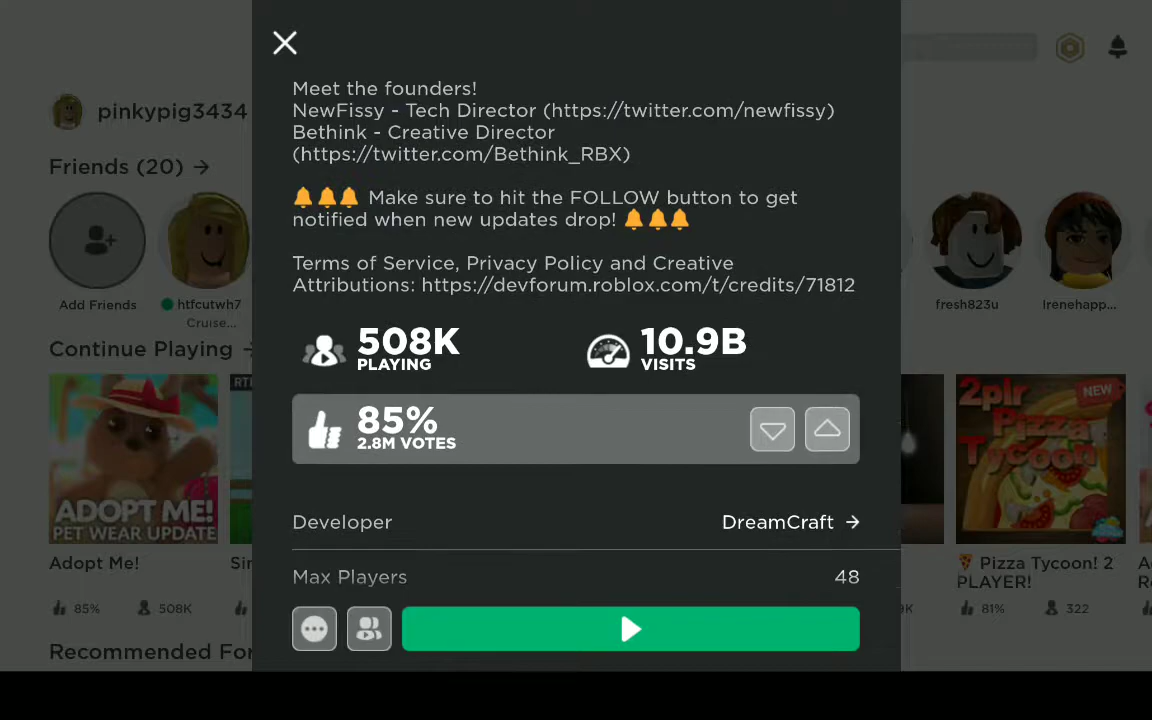 Meet the founders!
NewFissy - Tech Director (https://twitter.com/newfissy)
Bethink - Creative Director
(https://twitter.com/Bethink_RBX)
🔔🔔🔔 Make sure to hit the FOLLOW button to get
notified when new updates drop! 🔔🔔🔔
Terms of Service, Privacy Policy and Creative
Attributions: https://devforum.roblox.com/t/credits/71812
508K
PLAYING
10.9B
VISITS
85%
2.8M VOTES
Developer
DreamCraft
Max Players
48
pinkypig3434
Friends (20)
Add Friends
htfcutwh7
Cruise...
fresh823u
Irenehapp...
Continue Playing
ADOPT ME!
PET WEAR UPDATE
Adopt Me!
85%
508K
NEW
2plr
Pizza
Tycoon
🍕 Pizza Tycoon! 2
PLAYER!
81%
322
Recommended For